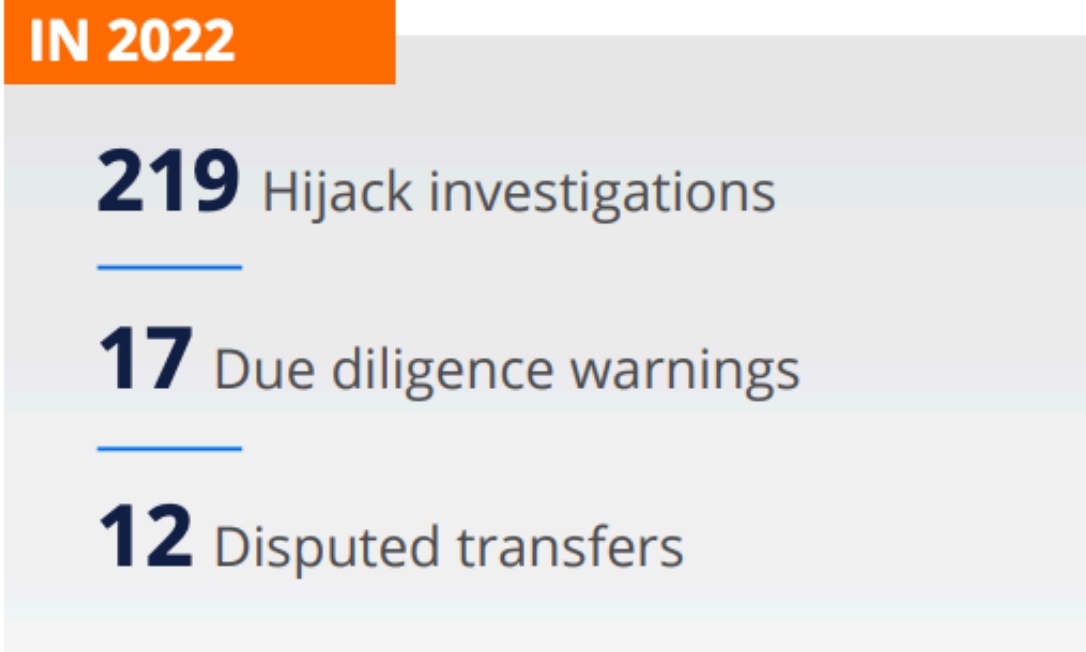 IN 2022
219 Hijack investigations
17 Due diligence warnings
12 Disputed transfers